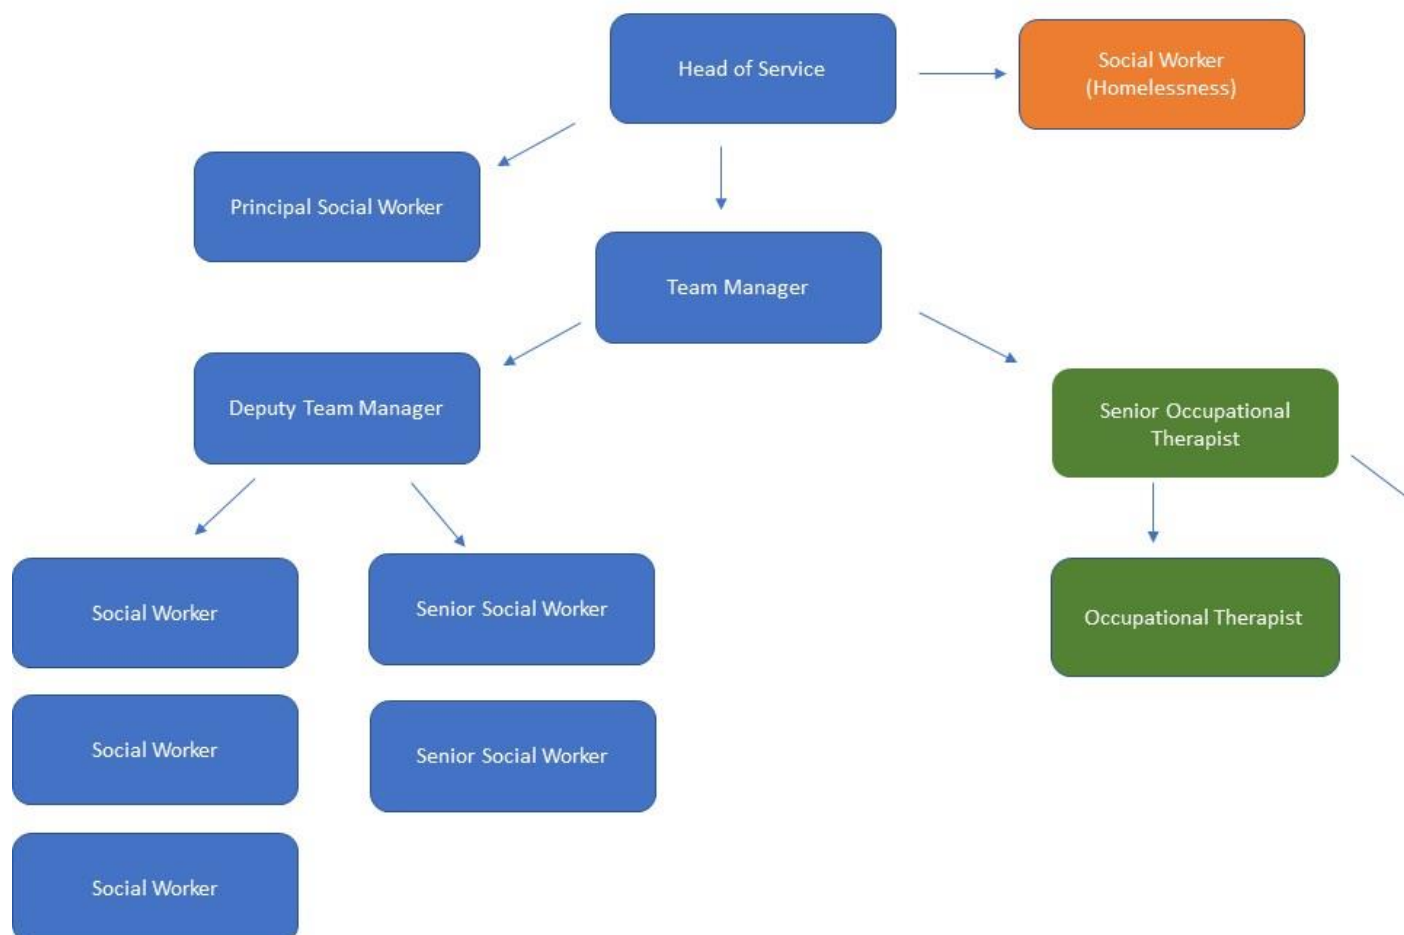 Head of Service
Social Worker
(Homelessness)
Principal Social Worker
Team Manager
Deputy Team Manager
Senior Occupational
Therapist
Social Worker
Senior Social Worker
Occupational Therapist
Social Worker
Senior Social Worker
Social Worker